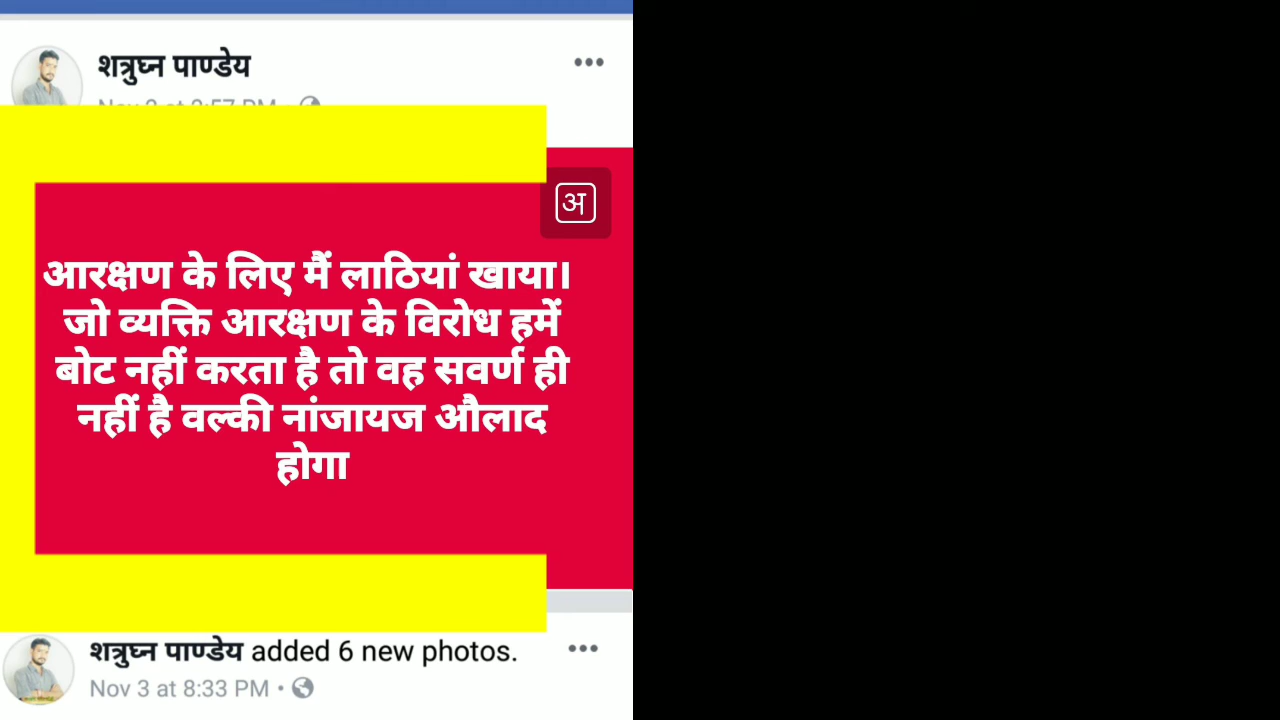 शत्रुघ्न पाण्डेय
अ
आरक्षण के लिए मैं लाठियां खाया।
जो व्यक्ति आरक्षण के विरोध हमें
बोट नहीं करता है तो वह सवर्ण ही
नहीं है वल्की नांजायज औलाद
होगा
शत्रुघ्न पाण्डेय added 6 new photos.
Nov 3 at 8:33 PM •